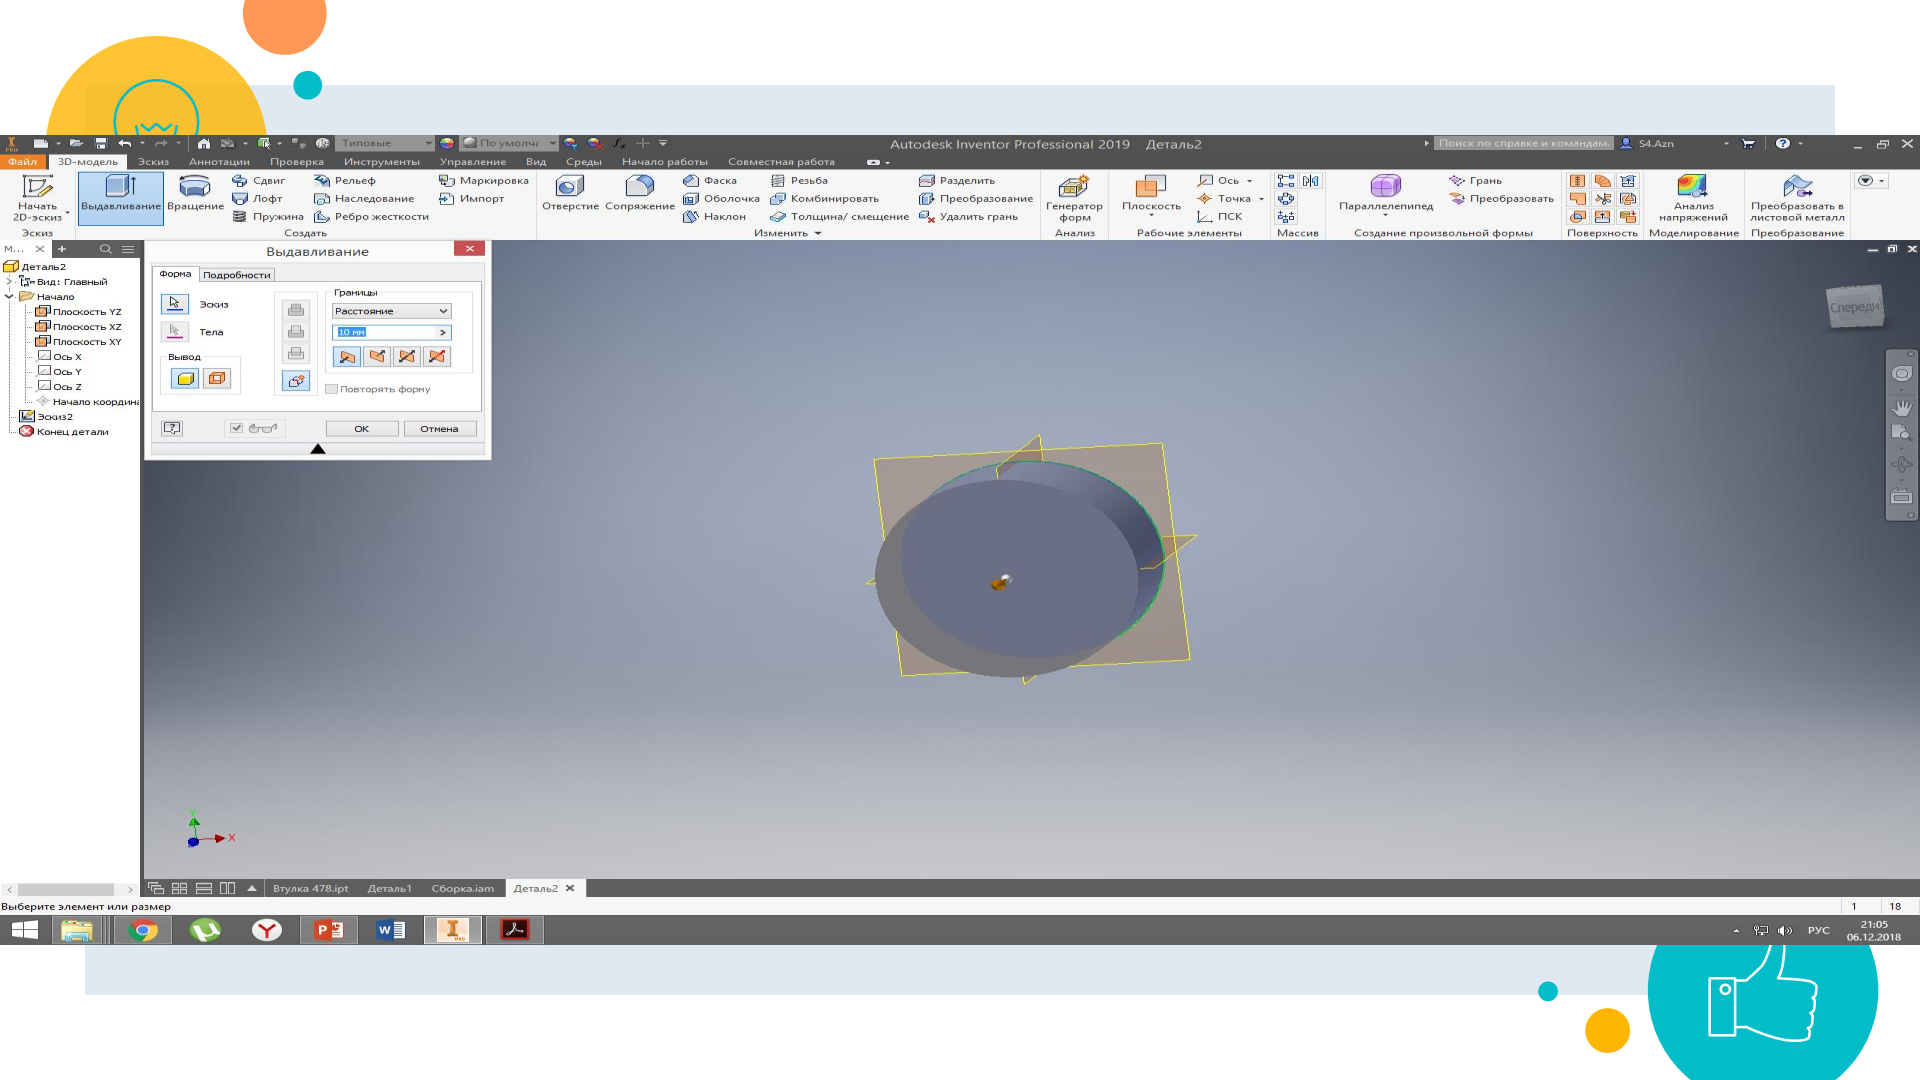 Типовые По умолч Autodesk Inventor Professional 2019 Деталь2 Поиск по справке и командам. S4.Azn
Файл 3D-модель Эскиз Аннотации Проверка Инструменты Управление Вид Среды Начало работы Совместная работа
Начать
2D-эскиз
Эскиз
Выдавливание
Вращение
Сдвиг
Лофт
Пружина
Рельеф
Наследование
Ребро жесткости
Маркировка
Импорт
Создать
Отверстие
Сопряжение
Фаска
Оболочка
Наклон
Резьба
Комбинировать
Толщина/ смещение
Разделить
Преобразование
Удалить грань
Изменить
Генератор
форм
Анализ
Плоскость
Ось
Точка
ПСК
Рабочие элементы
Массив
Параллелепипед
Грань
Преобразовать
Создание произвольной формы
Поверхность
Анализ
напряжений
Моделирование
Преобразовать в
листовой металл
Преобразование
М...
Деталь2
Вид: Главный
Начало
Плоскость YZ
Плоскость XZ
Плоскость XY
Ось X
Ось Y
Ось Z
Начало координа
Эскиз2
Конец детали
Выдавливание
Форма Подробности
Эскиз
Тела
Вывод
Границы
Расстояние
10 мм
Повторять форму
OK Отмена
Спереди
Y
X
Втулка 478.ipt Деталь1 Сборка.iam Деталь2
Выберите элемент или размер 1 18
РУС
21:05
06.12.2018